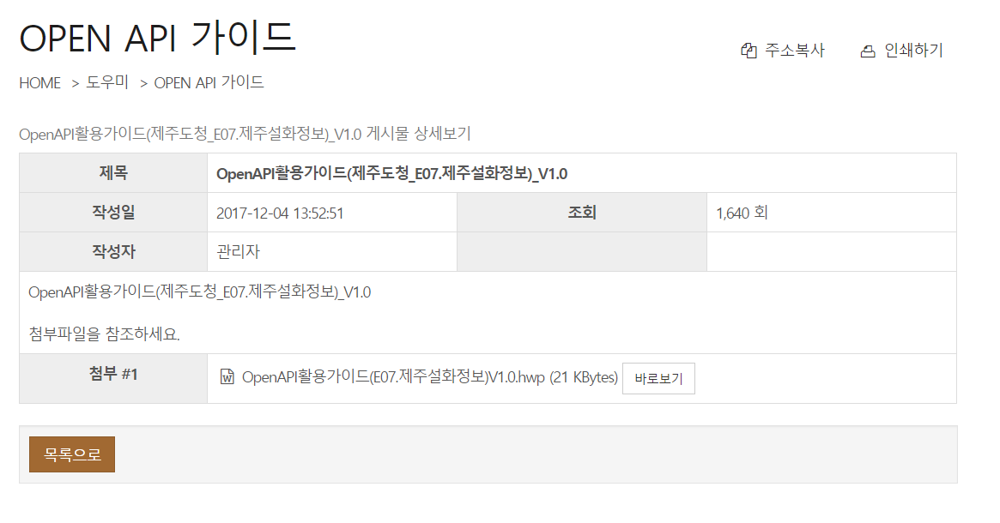 OPEN API 가이드
주소복사 인쇄하기
HOME > 도우미 > OPEN API 가이드
OpenAPI활용가이드(제주도청_E07.제주설화정보)_V1.0 게시물 상세보기
제목 OpenAPI활용가이드(제주도청_E07.제주설화정보)_V1.0
작성일 2017-12-04 13:52:51 조회 1,640 회
작성자 관리자
OpenAPI활용가이드(제주도청_E07.제주설화정보)_V1.0
첨부파일을 참조하세요.
첨부 #1 OpenAPI활용가이드(E07.제주설화정보)V1.0.hwp (21 KBytes) 바로보기
목록으로